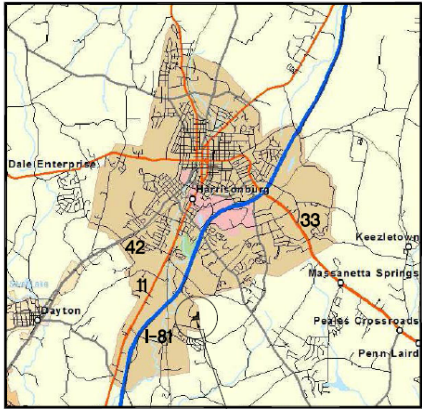 Dale Enterprise
Harrisonburg
33
42
Keezletown
11
Massanetta Springs
Dayton
I-81
Peales Crossroads
Penn Laird